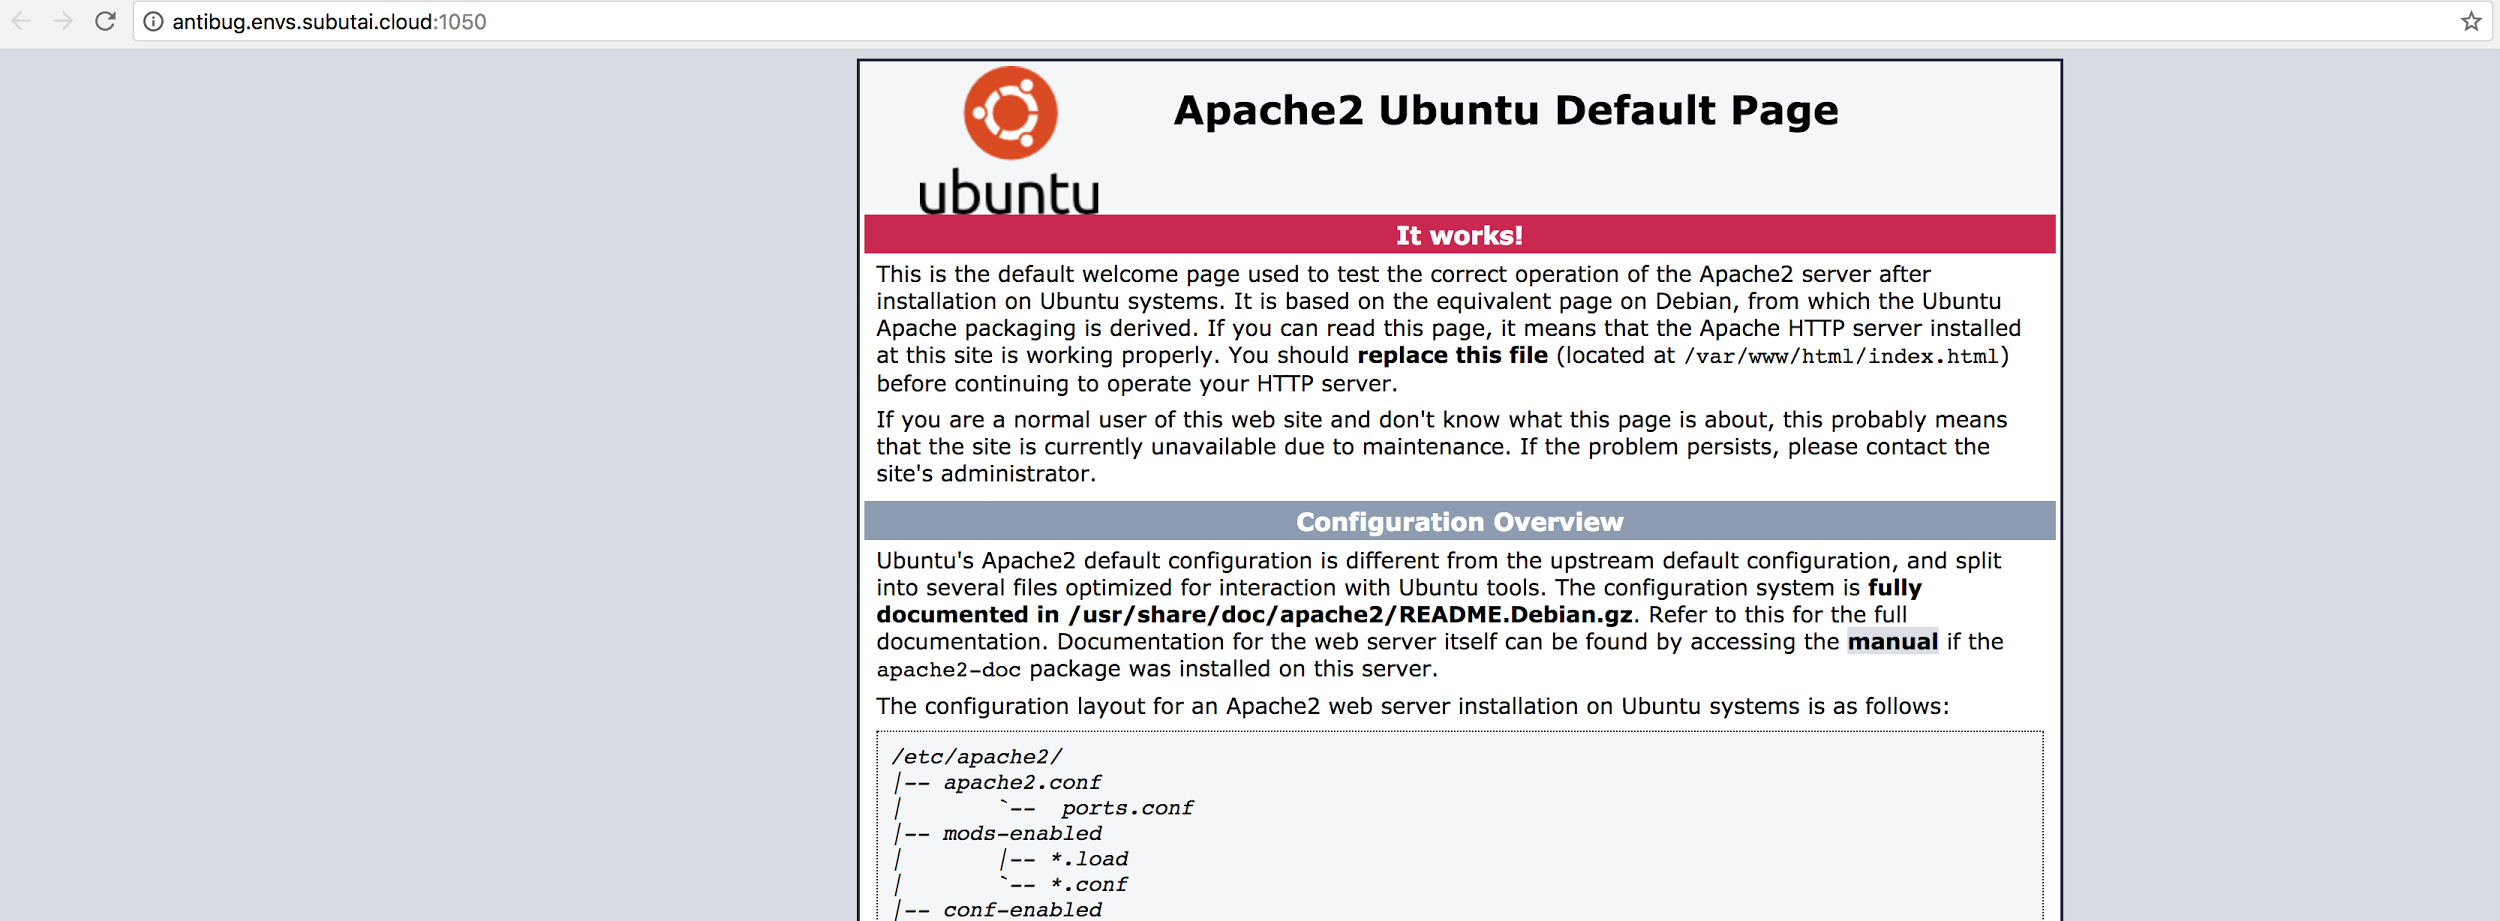 antibug.envs.subutai.cloud:1050
Apache2 Ubuntu Default Page
ubuntu
It works!
This is the default welcome page used to test the correct operation of the Apache2 server after
installation on Ubuntu systems. It is based on the equivalent page on Debian, from which the Ubuntu
Apache packaging is derived. If you can read this page, it means that the Apache HTTP server installed
at this site is working properly. You should replace this file (located at /var/www/html/index.html)
before continuing to operate your HTTP server.
If you are a normal user of this web site and don't know what this page is about, this probably means
that the site is currently unavailable due to maintenance. If the problem persists, please contact the
site's administrator.
Configuration Overview
Ubuntu's Apache2 default configuration is different from the upstream default configuration, and split
into several files optimized for interaction with Ubuntu tools. The configuration system is fully
documented in /usr/share/doc/apache2/README.Debian.gz. Refer to this for the full
documentation. Documentation for the web server itself can be found by accessing the manual if the
apache2-doc package was installed on this server.
The configuration layout for an Apache2 web server installation on Ubuntu systems is as follows:
/etc/apache2/
|-- apache2.conf
|       `--  ports.conf
|-- mods-enabled
|       |-- *.load
|       `-- *.conf
|-- conf-enabled